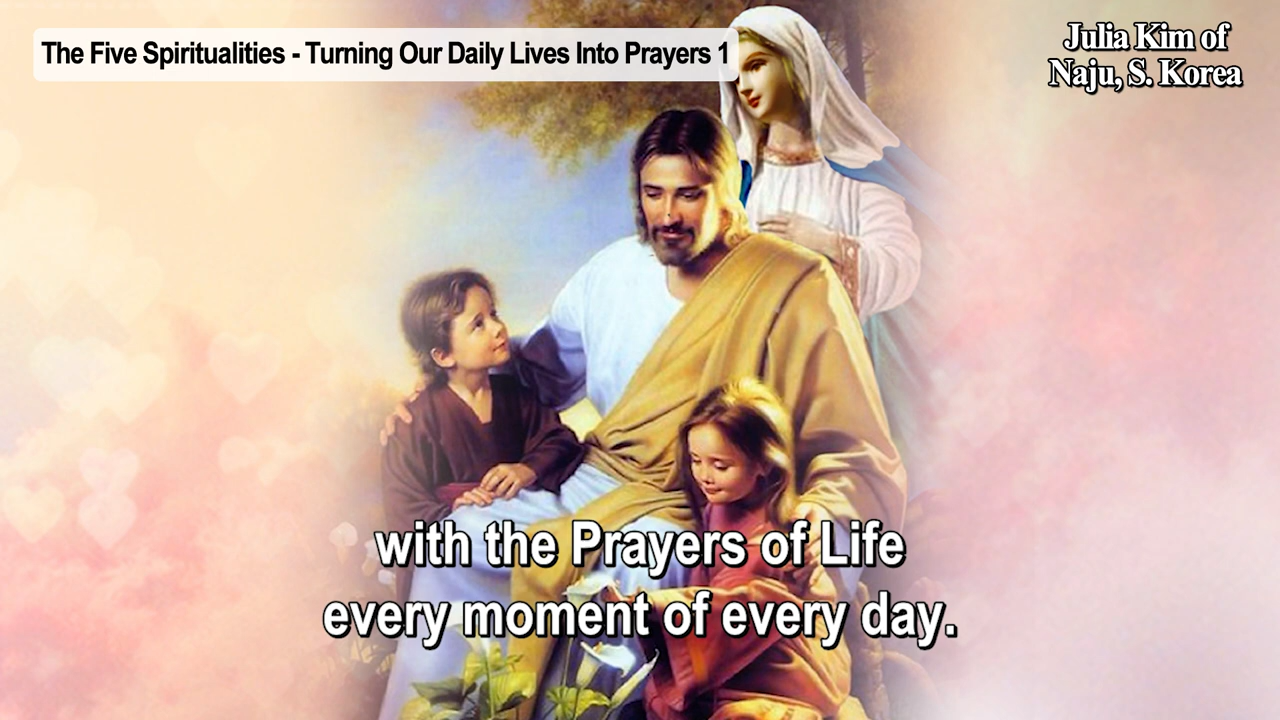 The Five Spiritualities - Turning Our Daily Lives Into Prayers 1
Julia Kim of
Naju, S. Korea
with the Prayers of Life
every moment of every day.